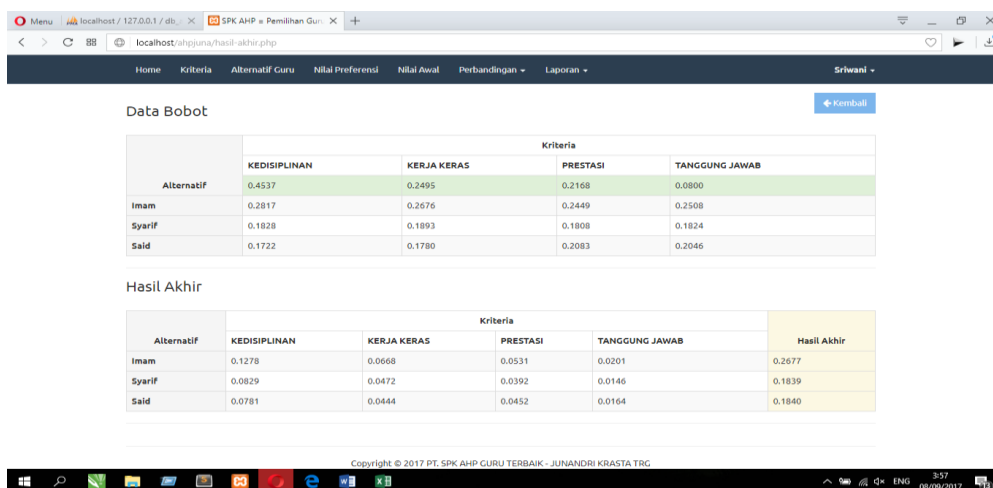 Menu localhost / 127.0.0.1 / db_ SPK AHP = Pemilihan Guru
localhost/ahpjuna/hasil-akhir.php
Home Kriteria Alternatif Guru Nilai Preferensi Nilai Awal Perbandingan Laporan Sriwani
Data Bobot Kembali
Kriteria
KEDISIPLINAN KERJA KERAS PRESTASI TANGGUNG JAWAB
Alternatif 0.4537 0.2495 0.2168 0.0800
Imam 0.2817 0.2676 0.2449 0.2508
Syarif 0.1828 0.1893 0.1808 0.1824
Said 0.1722 0.1780 0.2083 0.2046
Hasil Akhir
Kriteria
Alternatif KEDISIPLINAN KERJA KERAS PRESTASI TANGGUNG JAWAB Hasil Akhir
Imam 0.1278 0.0668 0.0531 0.0201 0.2677
Syarif 0.0829 0.0472 0.0392 0.0146 0.1839
Said 0.0781 0.0444 0.0452 0.0164 0.1840
Copyright © 2017 PT. SPK AHP GURU TERBAIK - JUNANDRI KRASTA TRG
ENG 3:57
08/09/2017 13